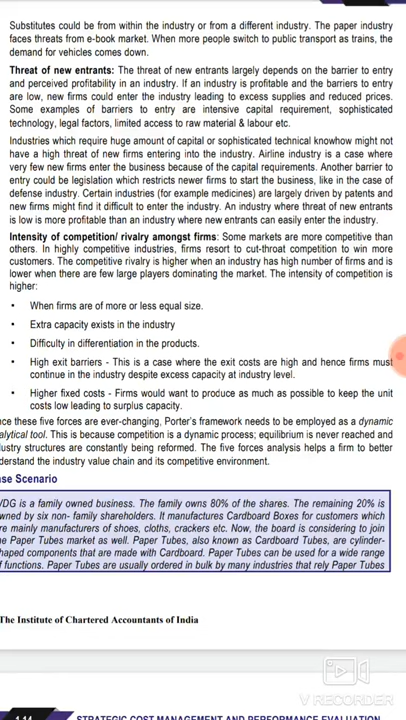 Substitutes could be from within the industry or from a different industry. The paper industry
faces threats from e-book market. When more people switch to public transport as trains, the
demand for vehicles comes down.
Threat of new entrants: The threat of new entrants largely depends on the barrier to entry
and perceived profitability in an industry. If an industry is profitable and the barriers to entry
are low, new firms could enter the industry leading to excess supplies and reduced prices.
Some examples of barriers to entry are intensive capital requirement, sophisticated
technology, legal factors, limited access to raw material & labour etc.
Industries which require huge amount of capital or sophisticated technical knowhow might not
have a high threat of new firms entering into the industry. Airline industry is a case where
very few new firms enter the business because of the capital requirements. Another barrier to
entry could be legislation which restricts newer firms to start the business, like in the case of
defense industry. Certain industries (for example medicines) are largely driven by patents and
new firms might find it difficult to enter the industry. An industry where threat of new entrants
is low is more profitable than an industry where new entrants can easily enter the industry.
Intensity of competition/ rivalry amongst firms: Some markets are more competitive than
others. In highly competitive industries, firms resort to cut-throat competition to win more
customers. The competitive rivalry is higher when an industry has high number of firms and is
lower when there are few large players dominating the market. The intensity of competition is
higher:
• When firms are of more or less equal size.
• Extra capacity exists in the industry
• Difficulty in differentiation in the products.
• High exit barriers - This is a case where the exit costs are high and hence firms must
continue in the industry despite excess capacity at industry level.
• Higher fixed costs - Firms would want to produce as much as possible to keep the unit
costs low leading to surplus capacity.
nce these five forces are ever-changing, Porter's framework needs to be employed as a dynamic
alytical tool. This is because competition is a dynamic process; equilibrium is never reached and
dustry structures are constantly being reformed. The five forces analysis helps a firm to better
derstand the industry value chain and its competitive environment.
ase Scenario
DG is a family owned business. The family owns 80% of the shares. The remaining 20% is
wned by six non- family shareholders. It manufactures Cardboard Boxes for customers which
re mainly manufacturers of shoes, cloths, crackers etc. Now, the board is considering to join
he Paper Tubes market as well. Paper Tubes, also known as Cardboard Tubes, are cylinder-
haped components that are made with Cardboard. Paper Tubes can be used for a wide range
f functions. Paper Tubes are usually ordered in bulk by many industries that rely Paper Tubes
The Institute of Chartered Accountants of India
V RECORDER
1.14 STRATEGIC COST MANAGEMENT AND PERFORMANCE EVALUATION